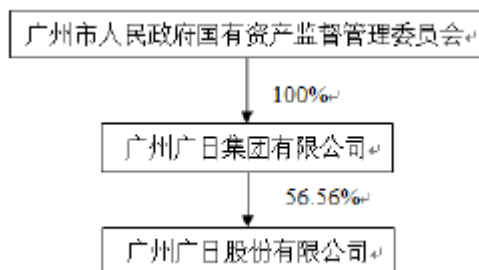 广州市人民政府国有资产监督管理委员会
100%
广州广日集团有限公司
56.56%
广州广日股份有限公司